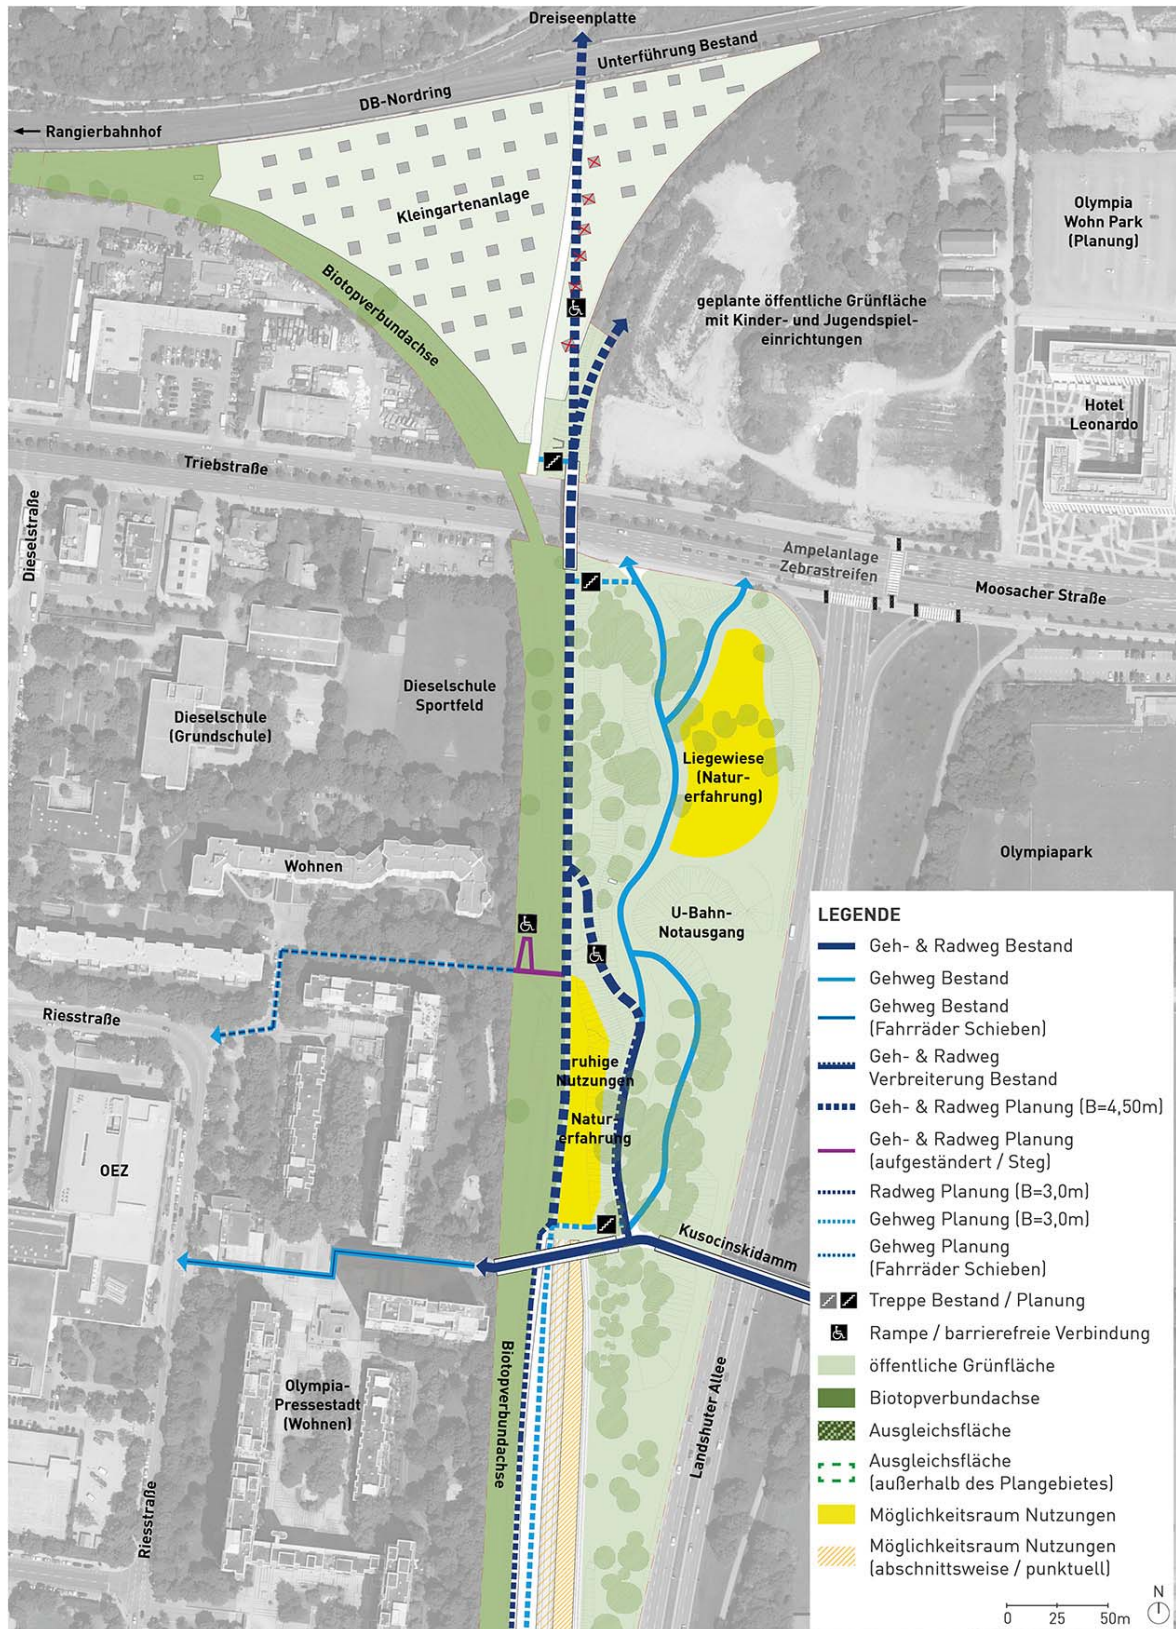 Dreiseenplatte
Unterführung Bestand
DB-Nordring
Rangierbahnhof
Kleingartenanlage
Olympia
Wohn Park
(Planung)
Biotopverbundachse
geplante öffentliche Grünfläche
mit Kinder- und Jugendspiel-
einrichtungen
Hotel
Leonardo
Triebstraße
Dieselstraße
Ampelanlage
Zebrastreifen
Moosacher Straße
Dieselschule
Sportfeld
Dieselschule
(Grundschule)
Liegewiese
(Natur-
erfahrung)
Wohnen
Olympiapark
U-Bahn-
Notausgang
Riesstraße
ruhige
Nutzungen
Natur-
erfahrung
OEZ
Kusocinskidamm
Biotopverbundachse
Olympia-
Pressestadt
(Wohnen)
Landshuter Allee
Riesstraße
LEGENDE
Geh- & Radweg Bestand
Gehweg Bestand
Gehweg Bestand
(Fahrräder Schieben)
Geh- & Radweg
Verbreiterung Bestand
Geh- & Radweg Planung (B=4,50m)
Geh- & Radweg Planung
(aufgeständert / Steg)
Radweg Planung (B=3,0m)
Gehweg Planung (B=3,0m)
Gehweg Planung
(Fahrräder Schieben)
Treppe Bestand / Planung
Rampe / barrierefreie Verbindung
öffentliche Grünfläche
Biotopverbundachse
Ausgleichsfläche
Ausgleichsfläche
(außerhalb des Plangebietes)
Möglichkeitsraum Nutzungen
Möglichkeitsraum Nutzungen
(abschnittsweise / punktuell)
N
0 25 50m